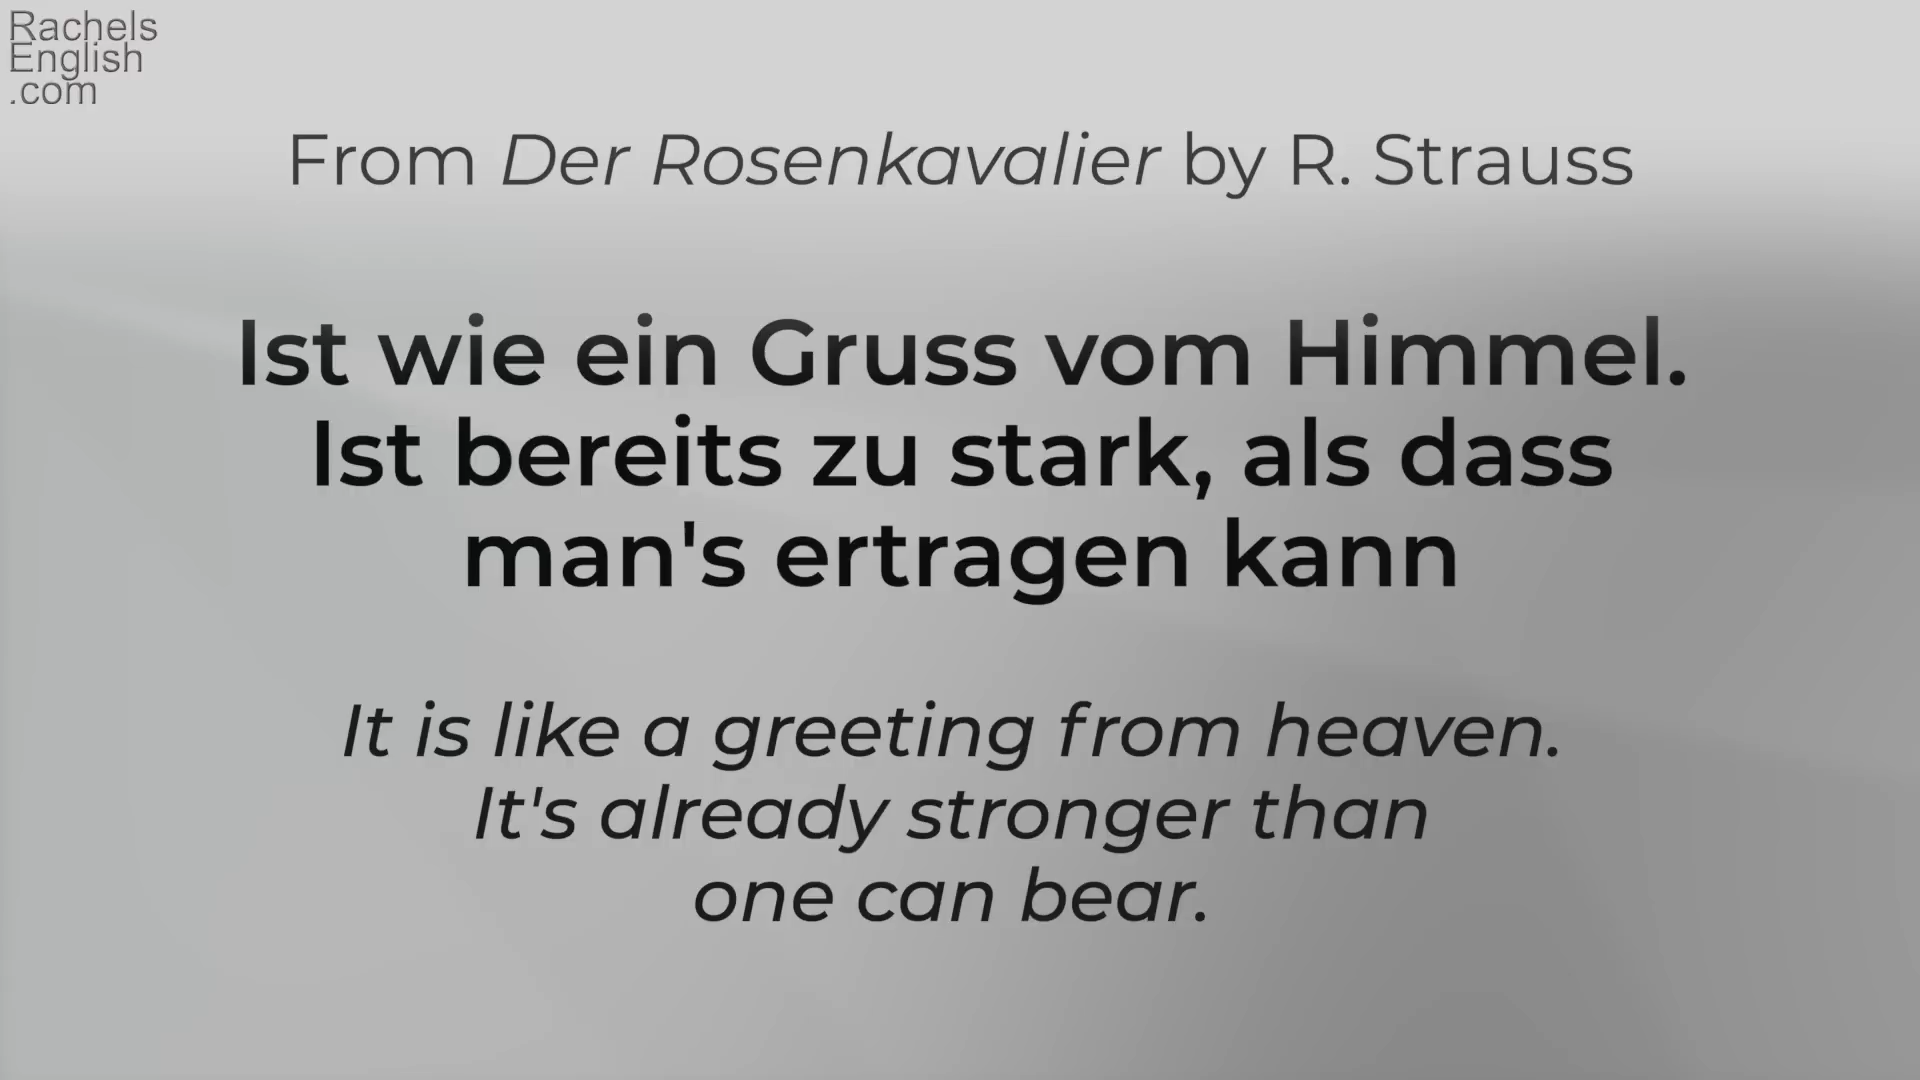 Rachels
English
.com
From Der Rosenkavalier by R. Strauss
Ist wie ein Gruss vom Himmel.
Ist bereits zu stark, als dass
man's ertragen kann
It is like a greeting from heaven.
It's already stronger than
one can bear.